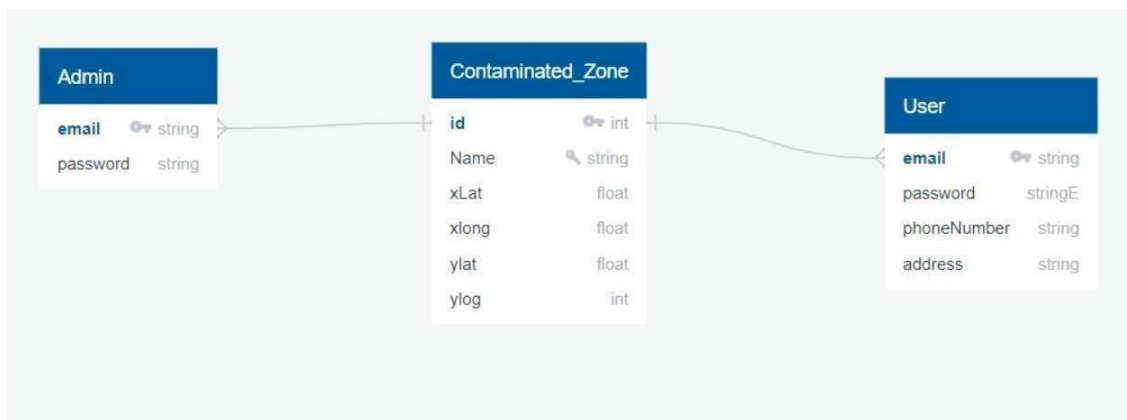 Admin
email string
password string
Contaminated_Zone
id int
Name string
xLat float
xlong float
ylat float
ylog int
User
email string
password stringE
phoneNumber string
address string